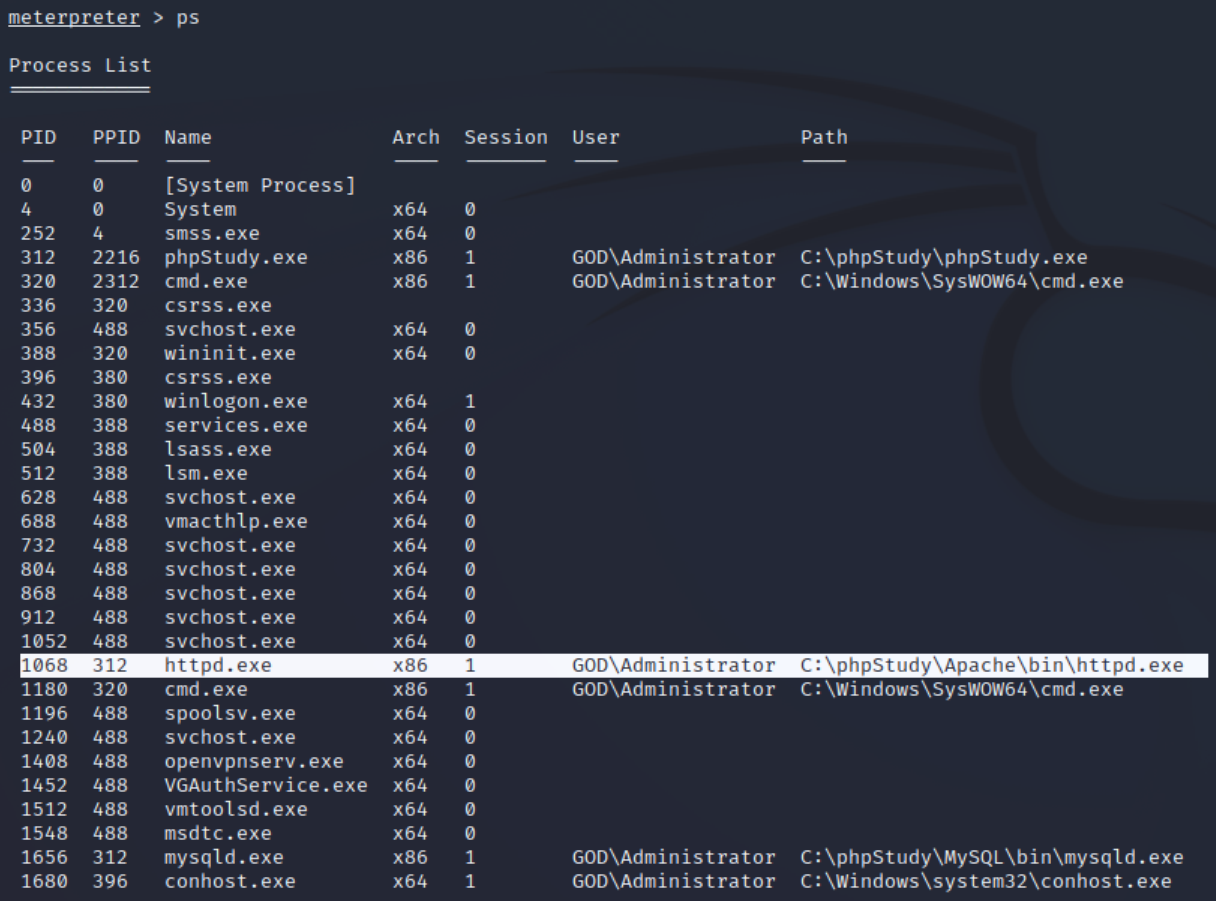 meterpreter > ps
Process List
PID PPID Name Arch Session User Path
0 0 [System Process]
4 0 System x64 0
252 4 smss.exe x64 0
312 2216 phpStudy.exe x86 1 GOD\Administrator C:\phpStudy\phpStudy.exe
320 2312 cmd.exe x86 1 GOD\Administrator C:\Windows\SysWOW64\cmd.exe
336 320 csrss.exe
356 488 svchost.exe x64 0
388 320 wininit.exe x64 0
396 380 csrss.exe
432 380 winlogon.exe x64 1
488 388 services.exe x64 0
504 388 lsass.exe x64 0
512 388 lsm.exe x64 0
628 488 svchost.exe x64 0
688 488 vmacthlp.exe x64 0
732 488 svchost.exe x64 0
804 488 svchost.exe x64 0
868 488 svchost.exe x64 0
912 488 svchost.exe x64 0
1052 488 svchost.exe x64 0
1068 312 httpd.exe x86 1 GOD\Administrator C:\phpStudy\Apache\bin\httpd.exe
1180 320 cmd.exe x86 1 GOD\Administrator C:\Windows\SysWOW64\cmd.exe
1196 488 spoolsv.exe x64 0
1240 488 svchost.exe x64 0
1408 488 openvpnserv.exe x64 0
1452 488 VGAuthService.exe x64 0
1512 488 vmtoolsd.exe x64 0
1548 488 msdtc.exe x64 0
1656 312 mysqld.exe x86 1 GOD\Administrator C:\phpStudy\MySQL\bin\mysqld.exe
1680 396 conhost.exe x64 1 GOD\Administrator C:\Windows\system32\conhost.exe